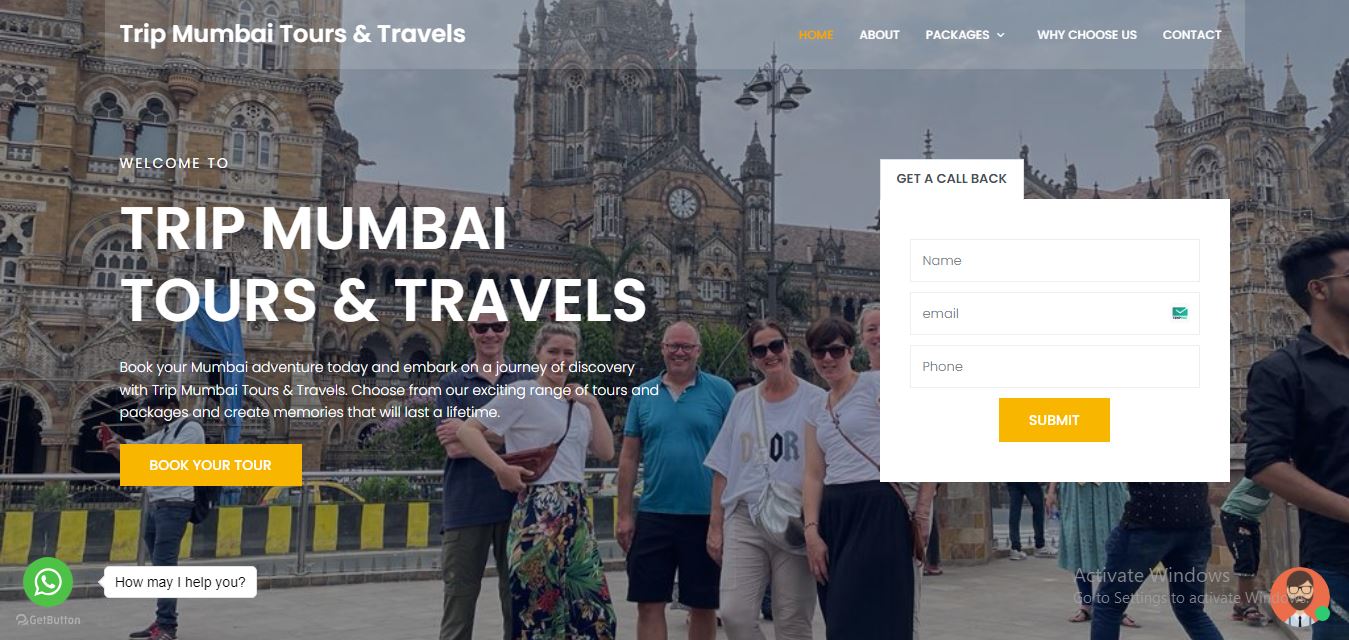 Trip Mumbai Tours & Travels
HOME ABOUT PACKAGES WHY CHOOSE US CONTACT
WELCOME TO
TRIP MUMBAI
TOURS & TRAVELS
Book your Mumbai adventure today and embark on a journey of discovery
with Trip Mumbai Tours & Travels. Choose from our exciting range of tours and
packages and create memories that will last a lifetime.
BOOK YOUR TOUR
GET A CALL BACK
Name
email
Phone
SUBMIT
DIOR
How may I help you?
GetButton
Activate Windows
Go to Settings to activate Windows.